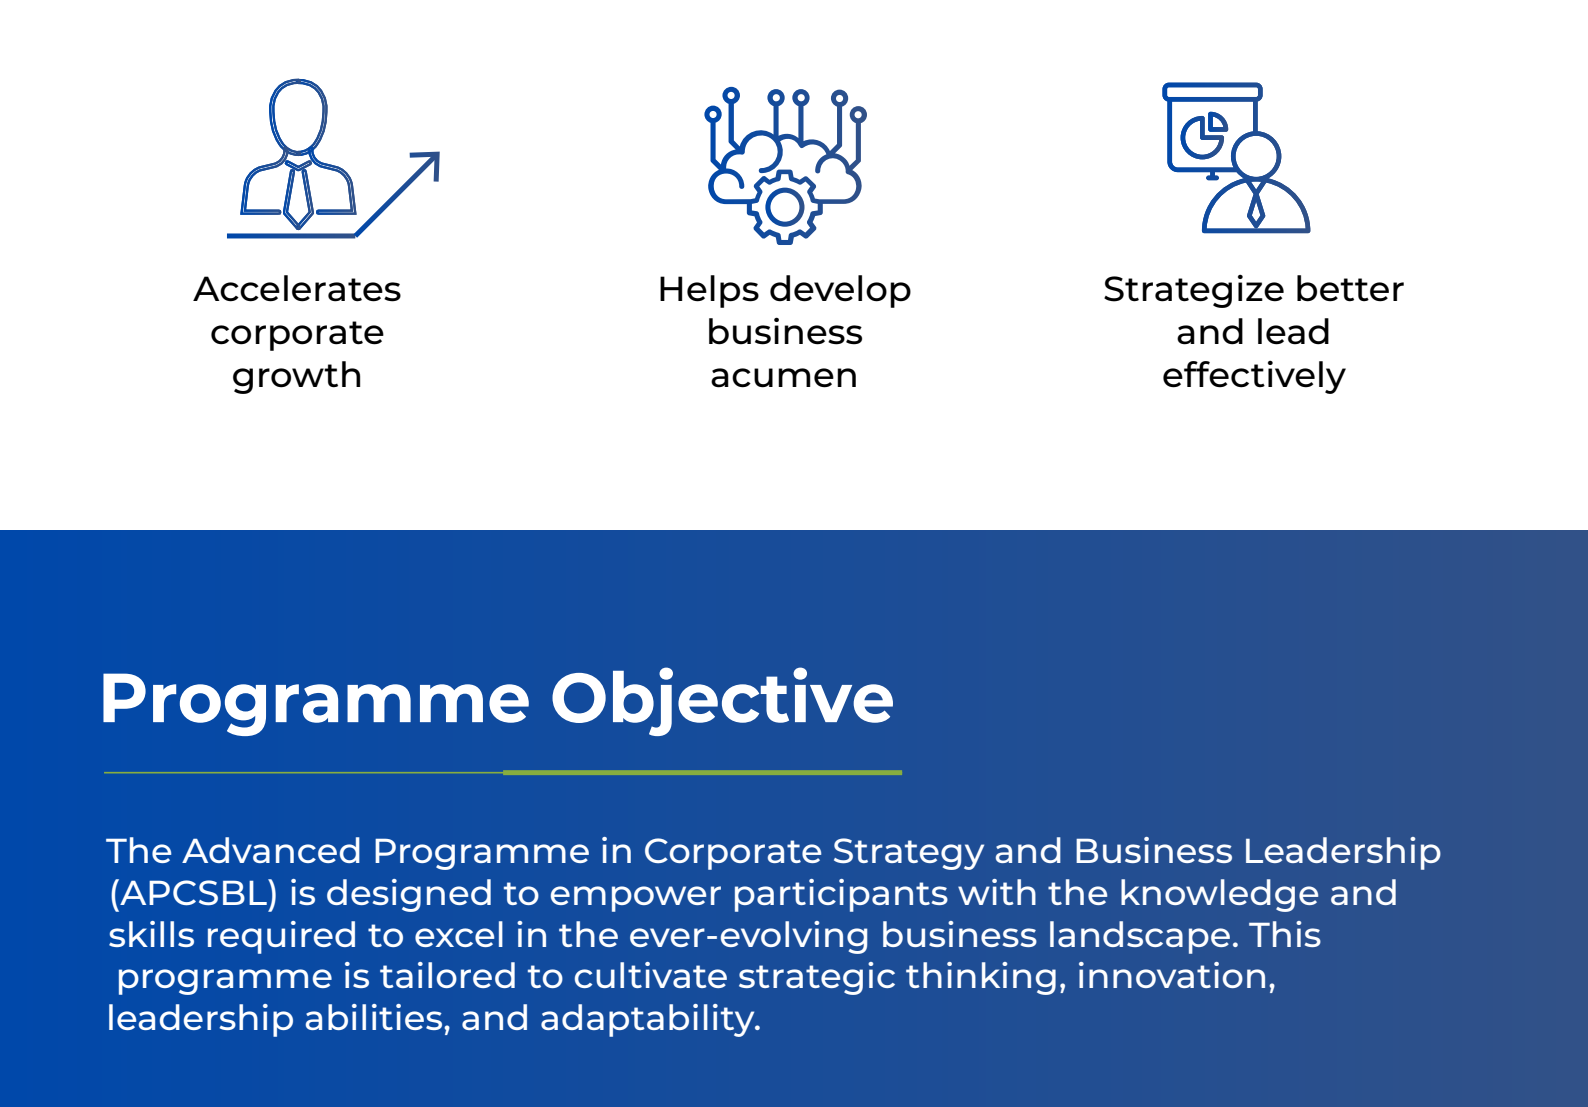 Accelerates
corporate
growth
Helps develop
business
acumen
Strategize better
and lead
effectively
Programme Objective
The Advanced Programme in Corporate Strategy and Business Leadership
(APCSBL) is designed to empower participants with the knowledge and
skills required to excel in the ever-evolving business landscape. This
programme is tailored to cultivate strategic thinking, innovation,
leadership abilities, and adaptability.